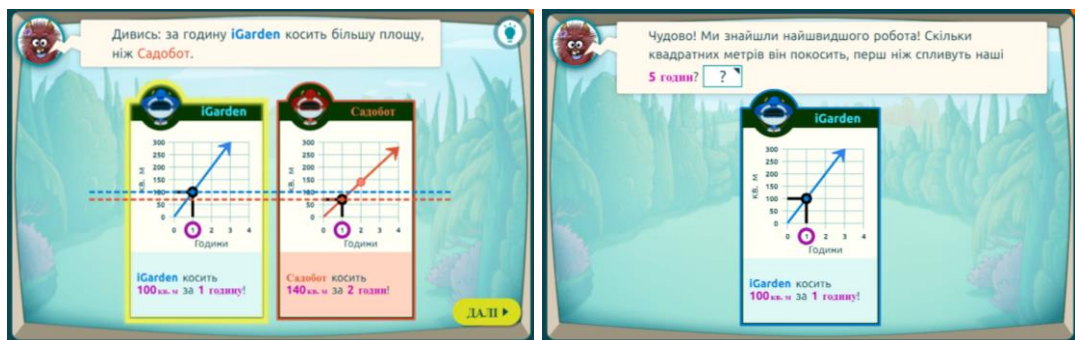 Дивись: за годину iGarden косить більшу площу,
ніж Садобот.
iGarden
300
250
200
150
100
50
0
кв. м
0 1 2 3 4
Години
iGarden косить
100 кв. м за 1 годину!
Садобот
300
250
200
150
100
50
0
кв. м
0 1 2 3 4
Години
Садобот косить
140 кв. м за 2 годин!
ДАЛІ
Чудово! Ми знайшли найшвидшого робота! Скільки
квадратних метрів він покосить, перш ніж спливуть наші
5 годин? ?
iGarden
300
250
200
150
100
50
0
кв. м
0 1 2 3 4
Години
iGarden косить
100 кв. м за 1 годину!